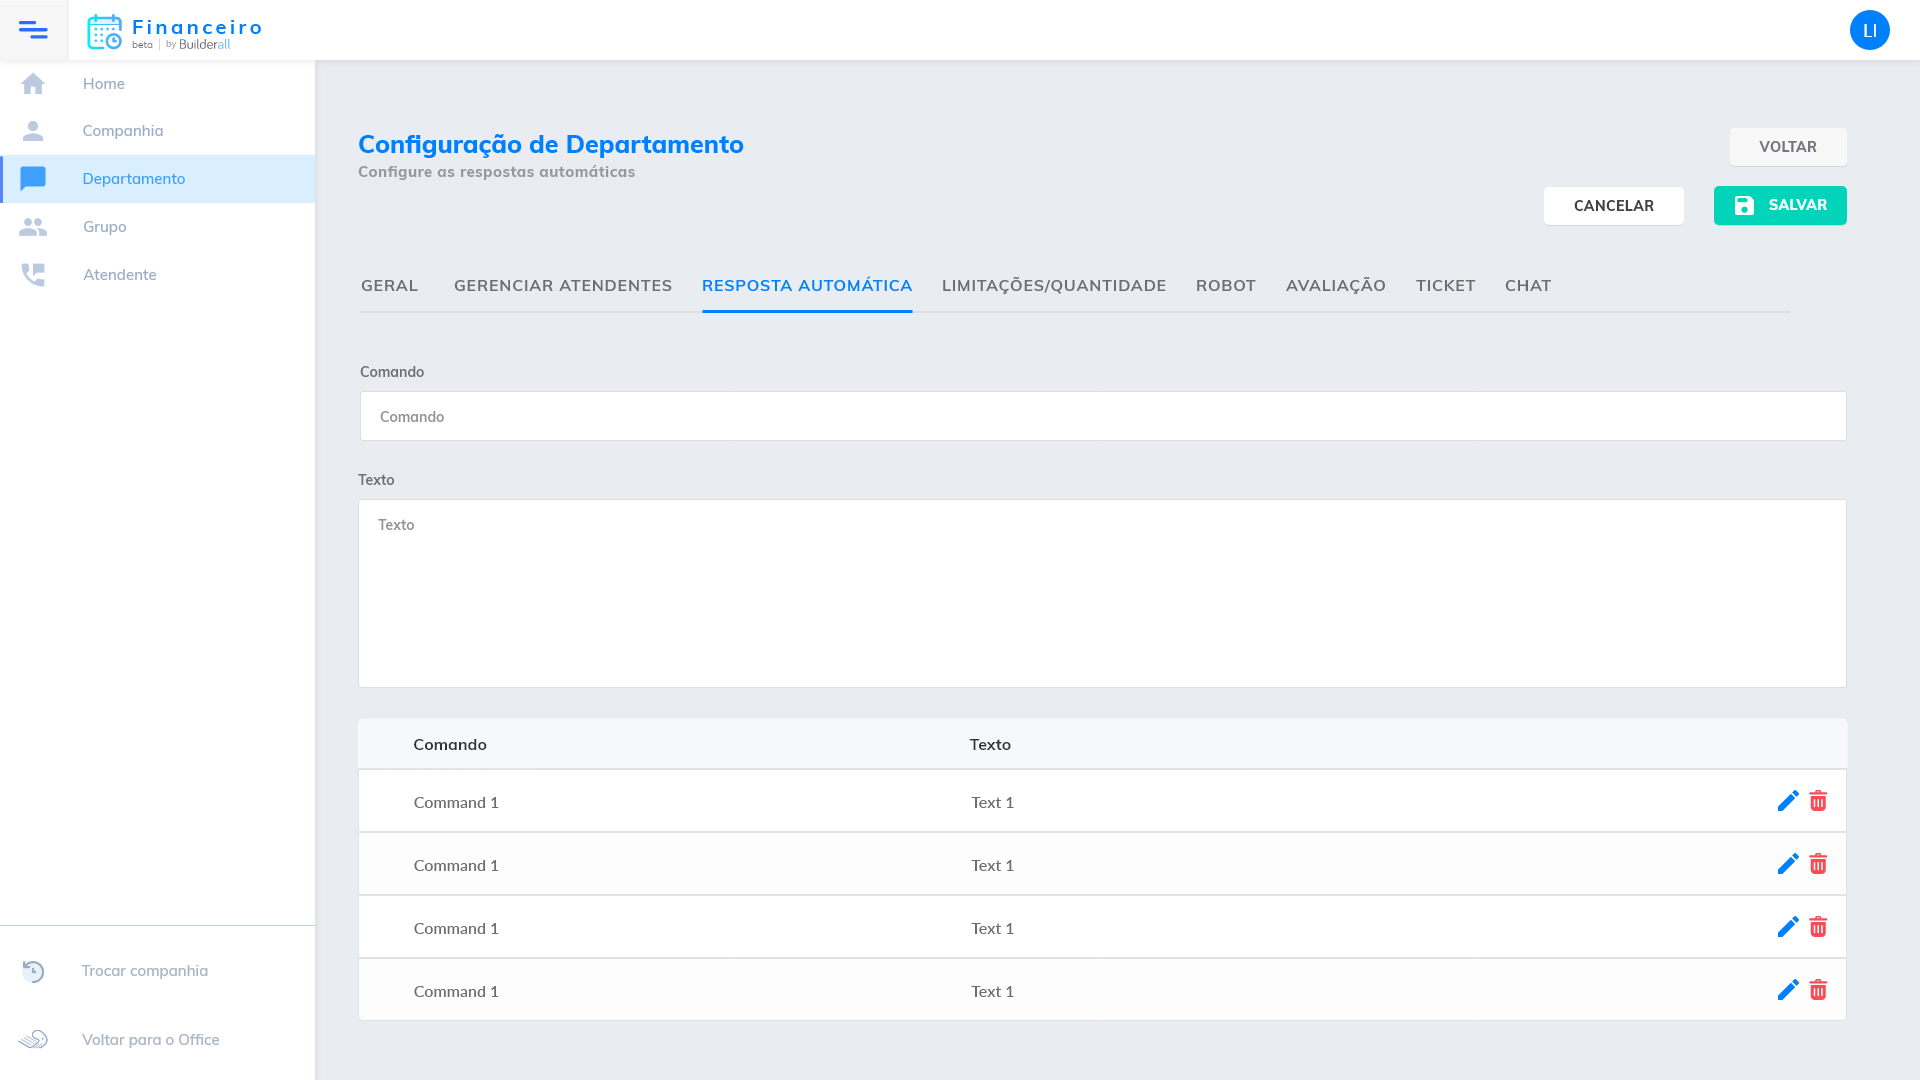 Financeiro
beta | by Builderall
LI
Home
Companhia
Departamento
Grupo
Atendente
Trocar companhia
Voltar para o Office
Configuração de Departamento
Configure as respostas automáticas
VOLTAR
CANCELAR
SALVAR
GERAL GERENCIAR ATENDENTES RESPOSTA AUTOMÁTICA LIMITAÇÕES/QUANTIDADE ROBOT AVALIAÇÃO TICKET CHAT
Comando
Comando
Texto
Texto
Comando Texto
Command 1 Text 1
Command 1 Text 1
Command 1 Text 1
Command 1 Text 1